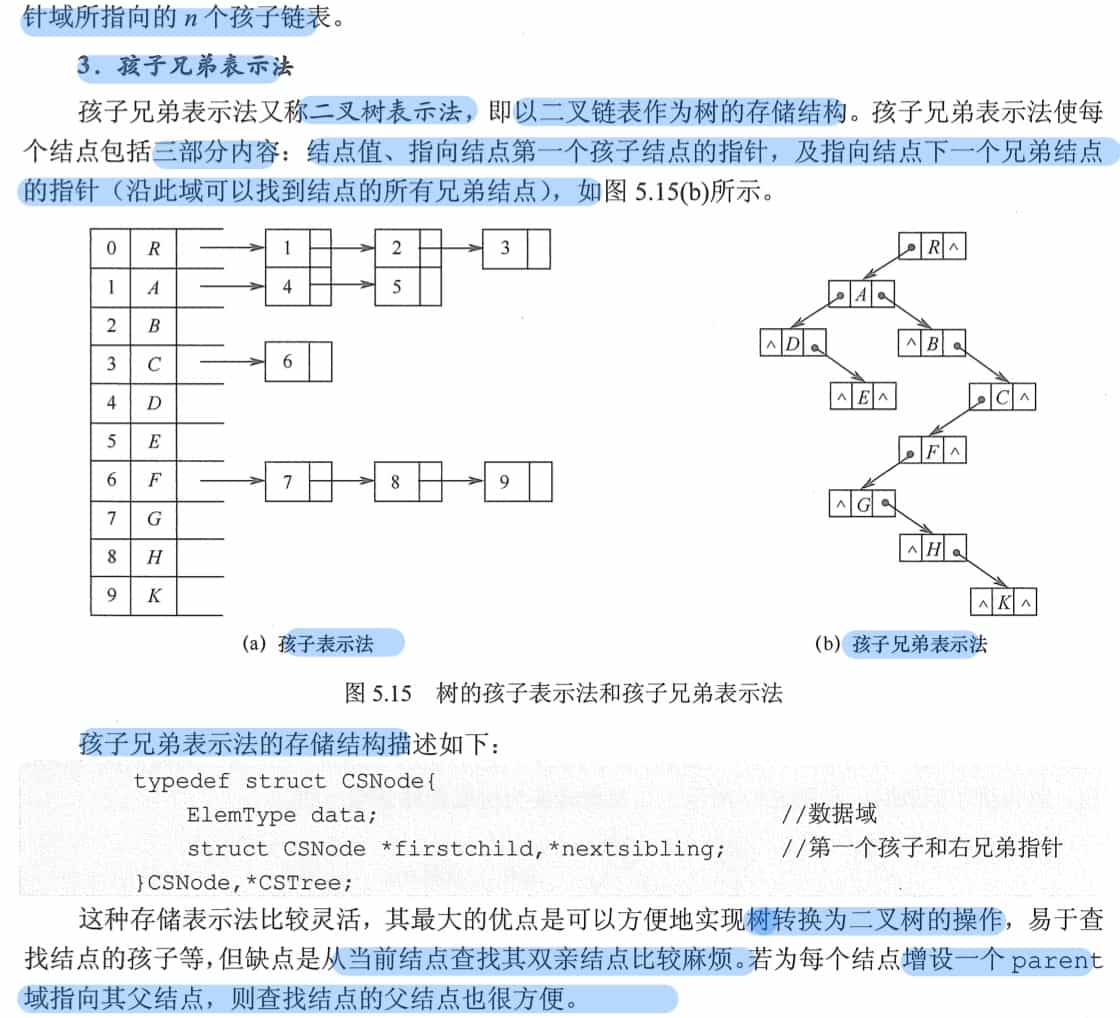 针域所指向的 n 个孩子链表。
3．孩子兄弟表示法
孩子兄弟表示法又称二叉树表示法，即以二叉链表作为树的存储结构。孩子兄弟表示法使每
个结点包括三部分内容：结点值、指向结点第一个孩子结点的指针，及指向结点下一个兄弟结点
的指针（沿此域可以找到结点的所有兄弟结点），如图 5.15(b)所示。
0 R 1 2 3
1 A 4 5
2 B
3 C 6
4 D
5 E
6 F 7 8 9
7 G
8 H
9 K
(a) 孩子表示法
R ^
A
^ D
^ B
^ E ^
C ^
F ^
^ G
^ H
^ K ^
(b) 孩子兄弟表示法
图 5.15 树的孩子表示法和孩子兄弟表示法
孩子兄弟表示法的存储结构描述如下：
typedef struct CSNode{
ElemType data; //数据域
struct CSNode *firstchild,*nextsibling; //第一个孩子和右兄弟指针
}CSNode,*CSTree;
这种存储表示法比较灵活，其最大的优点是可以方便地实现树转换为二叉树的操作，易于查
找结点的孩子等，但缺点是从当前结点查找其双亲结点比较麻烦。若为每个结点增设一个 parent
域指向其父结点，则查找结点的父结点也很方便。